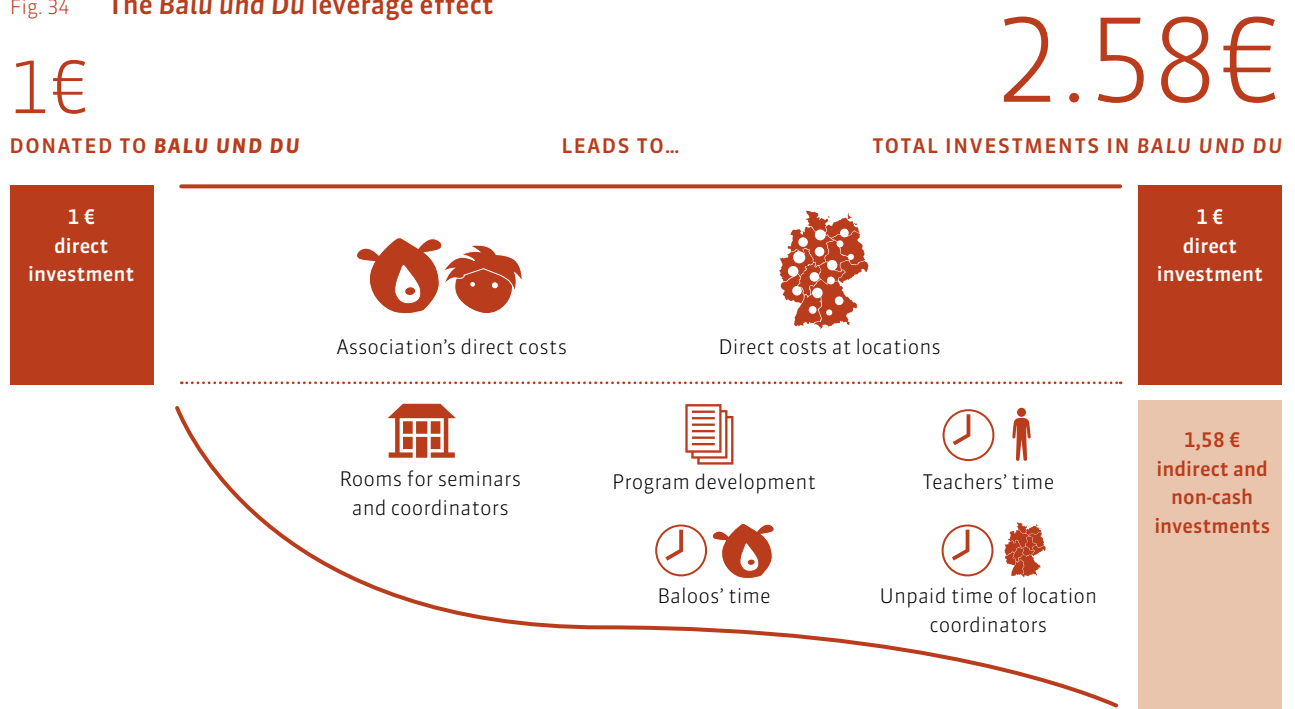 Fig. 34 The Balu und Du leverage effect
1€
2.58€
DONATED TO BALU UND DU
LEADS TO…
TOTAL INVESTMENTS IN BALU UND DU
1 €
direct
investment
1 €
direct
investment
Association’s direct costs
Direct costs at locations
Rooms for seminars
and coordinators
Program development
Teachers’ time
Baloos’ time
Unpaid time of location
coordinators
1,58 €
indirect and
non-cash
investments